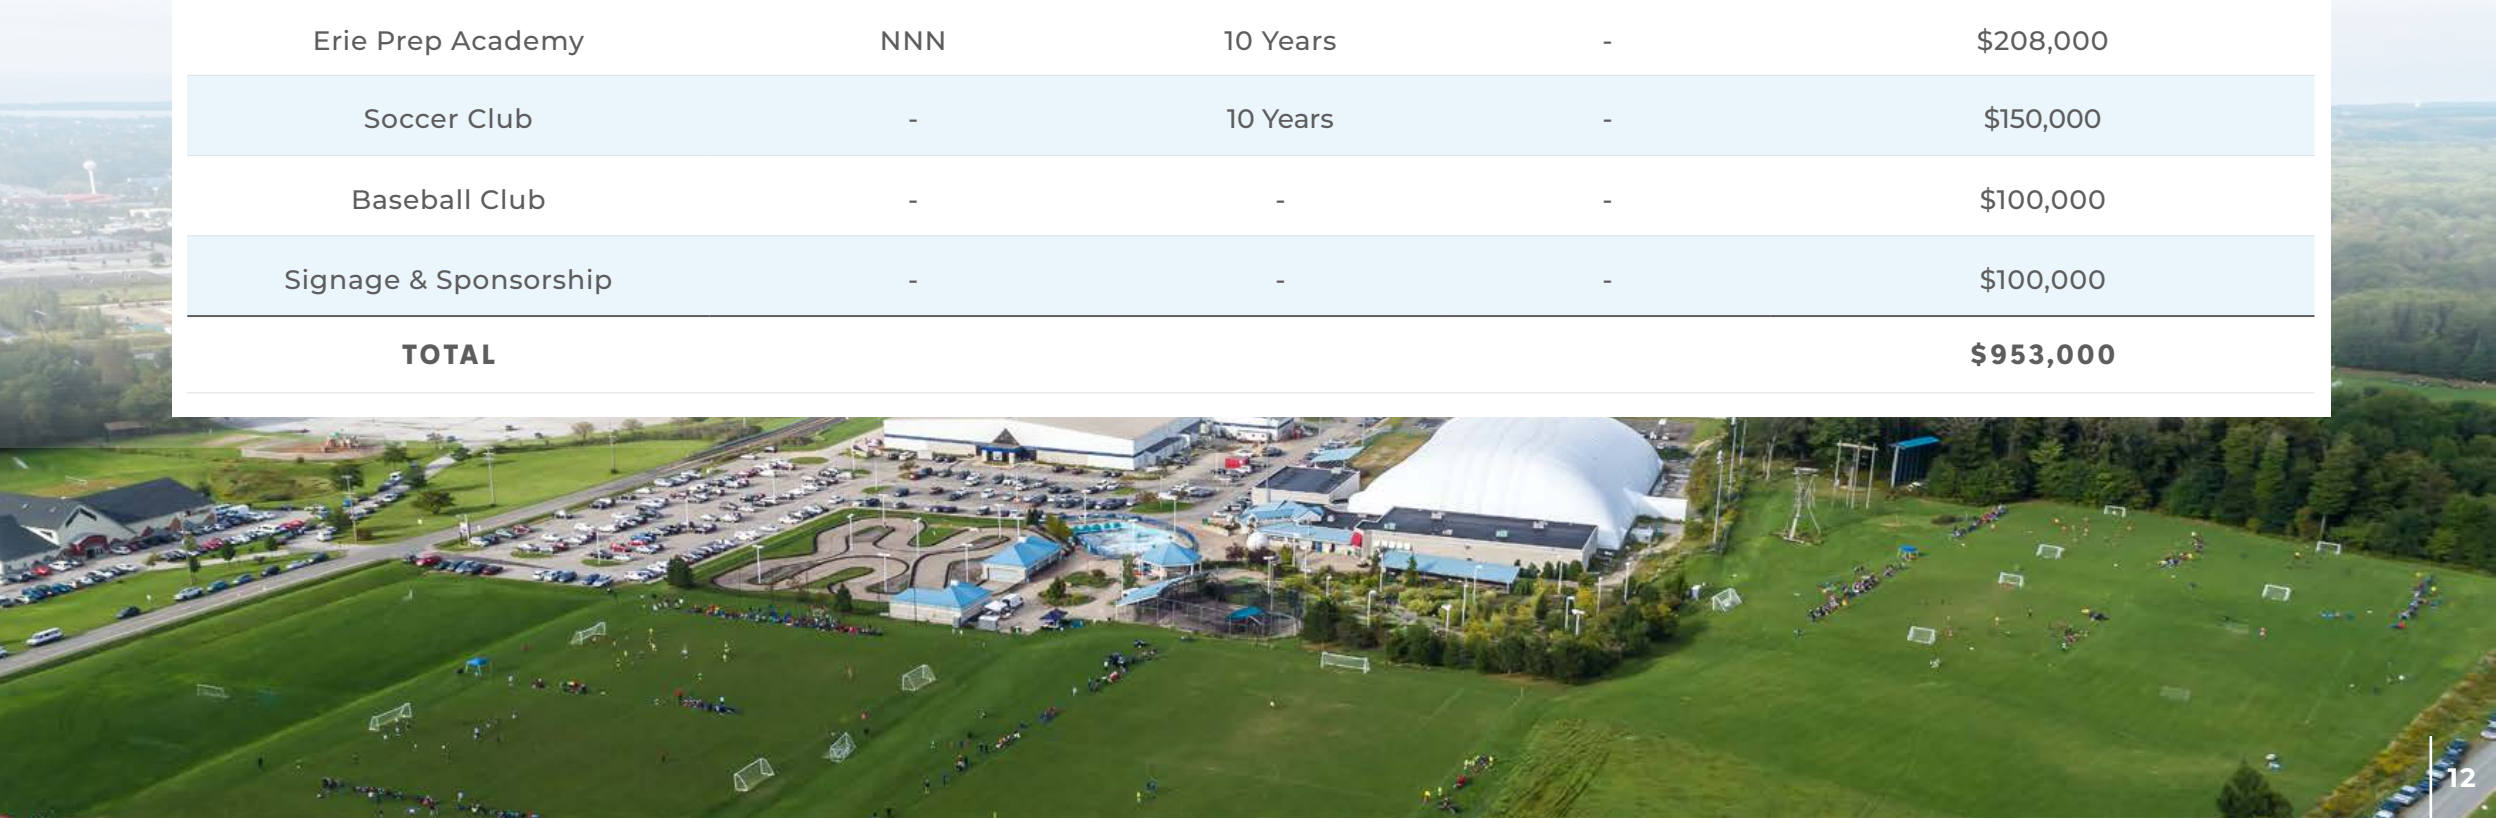 Erie Prep Academy NNN 10 Years - $208,000
Soccer Club - 10 Years - $150,000
Baseball Club - - - $100,000
Signage & Sponsorship - - - $100,000
TOTAL $953,000
12